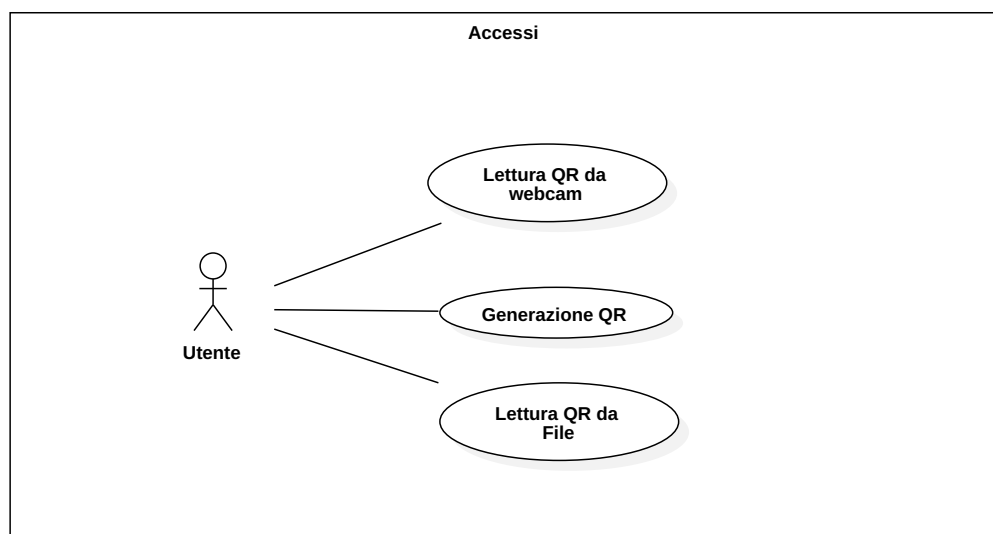 Accessi
Lettura QR da
webcam
Generazione QR
Utente
Lettura QR da
File